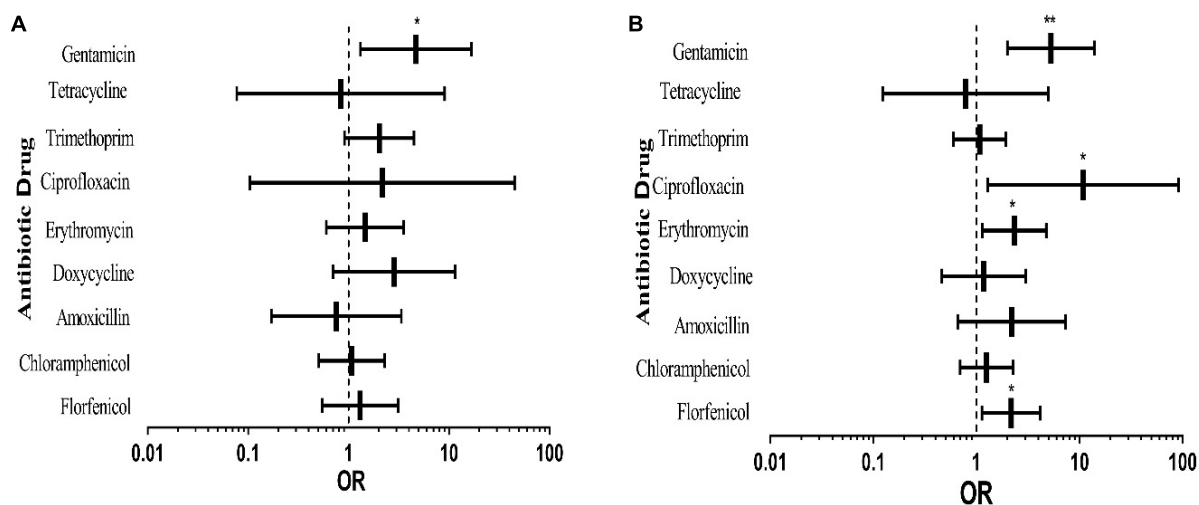 A
*
Gentamicin
Tetracycline
Trimethoprim
Ciprofloxacin
Erythromycin
Doxycycline
Amoxicillin
Chloramphenicol
Florfenicol
Antibiotic Drug
0.01 0.1 1 10 100
OR
B
**
Gentamicin
Tetracycline
Trimethoprim
*
Ciprofloxacin
*
Erythromycin
Doxycycline
Amoxicillin
Chloramphenicol
*
Florfenicol
Antibiotic Drug
0.01 0.1 1 10 100
OR